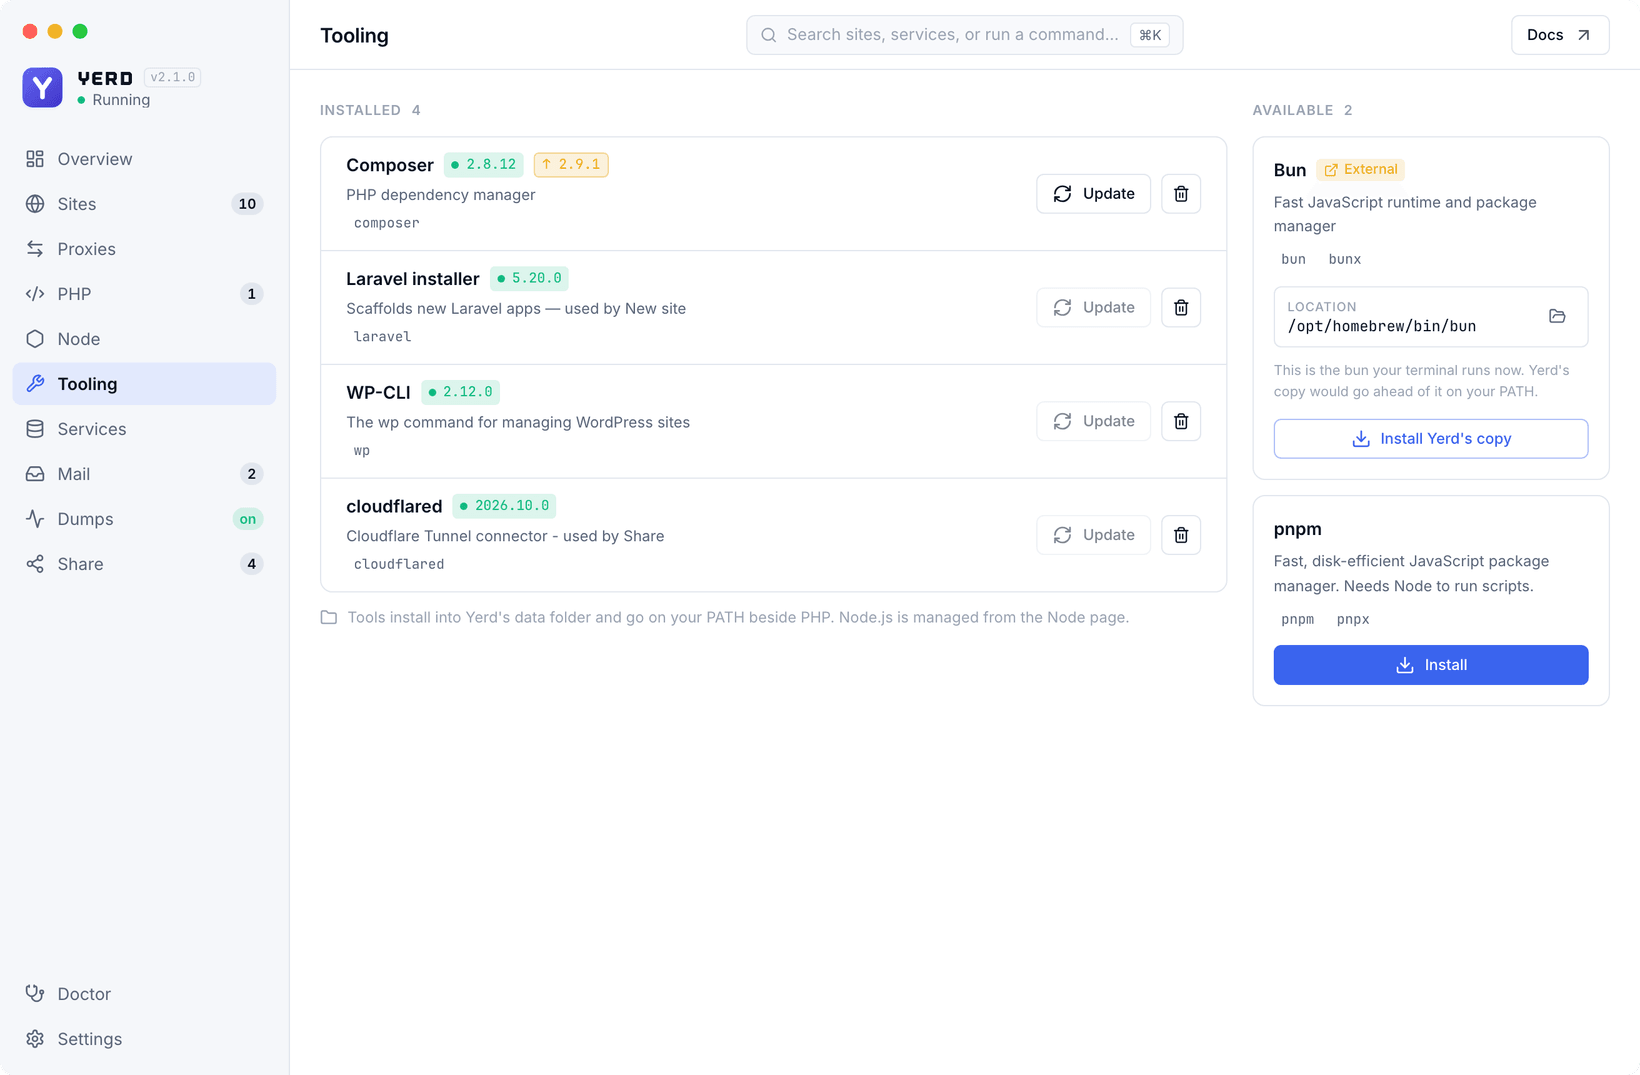 YERD v2.1.0
Running
Overview
Sites 10
Proxies
PHP 1
Node
Tooling
Services
Mail 2
Dumps on
Share 4
Doctor
Settings
Tooling
Search sites, services, or run a command... ⌘K
Docs
INSTALLED 4
Composer 2.8.12 ↑ 2.9.1
PHP dependency manager
composer
Update
Laravel installer 5.20.0
Scaffolds new Laravel apps — used by New site
laravel
Update
WP-CLI 2.12.0
The wp command for managing WordPress sites
wp
Update
cloudflared 2026.10.0
Cloudflare Tunnel connector - used by Share
cloudflared
Update
Tools install into Yerd's data folder and go on your PATH beside PHP. Node.js is managed from the Node page.
AVAILABLE 2
Bun External
Fast JavaScript runtime and package
manager
bun bunx
LOCATION
/opt/homebrew/bin/bun
This is the bun your terminal runs now. Yerd's
copy would go ahead of it on your PATH.
Install Yerd's copy
pnpm
Fast, disk-efficient JavaScript package
manager. Needs Node to run scripts.
pnpm pnpx
Install